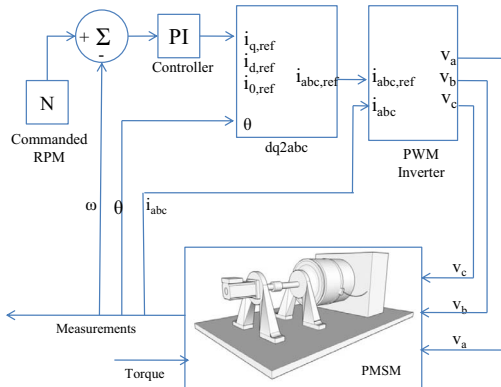 + Σ
-
PI
Controller
N
Commanded
RPM
i_q,ref
i_d,ref
i_0,ref
i_abc,ref
θ
dq2abc
i_abc,ref
i_abc
v_a
v_b
v_c
PWM
Inverter
ω
θ
i_abc
v_c
v_b
v_a
Measurements
Torque
PMSM